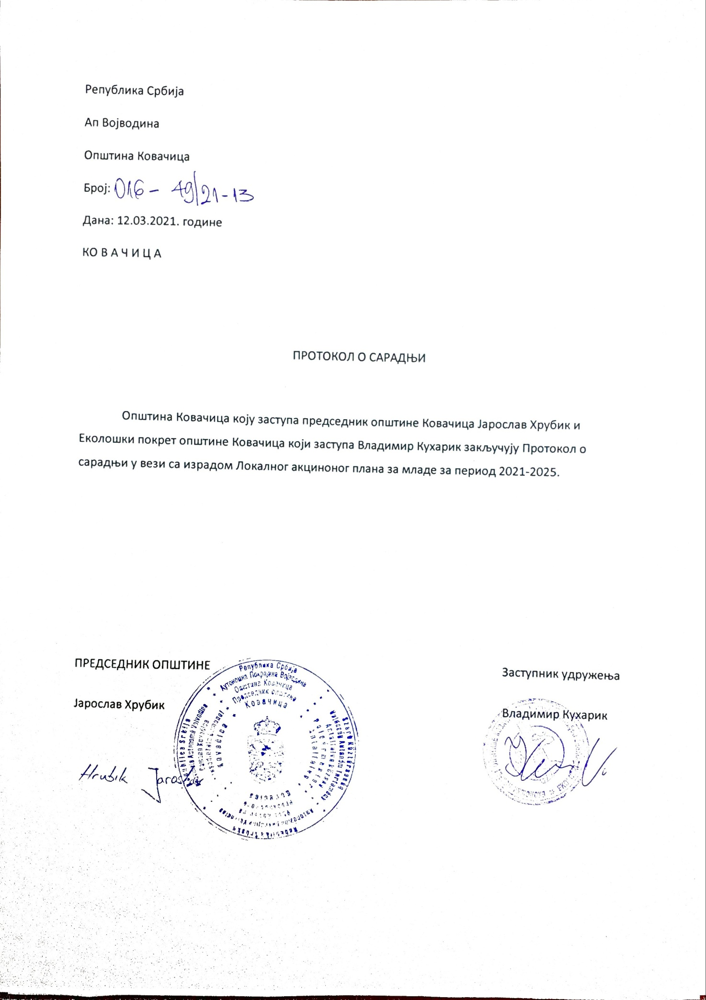 Република Србија
Ап Војводина
Општина Ковачица
Број: 016 - 49/21-13
Дана: 12.03.2021. године
КО В А Ч И Ц А
ПРОТОКОЛ О САРАДЊИ
Општина Ковачица коју заступа председник општине Ковачица Јарослав Хрубик и
Еколошки покрет општине Ковачица који заступа Владимир Кухарик закључују Протокол о
сарадњи у вези са израдом Локалног акциноног плана за младе за период 2021-2025.
ПРЕДСЕДНИК ОПШТИНЕ
Јарослав Хрубик
Hrubik Jaroslav
Република Србија
Аутономна Покрајина Војводина
Општина Ковачица
Председник општине
Ковачица
Kovačica
Заступник удружења
Владимир Кухарик